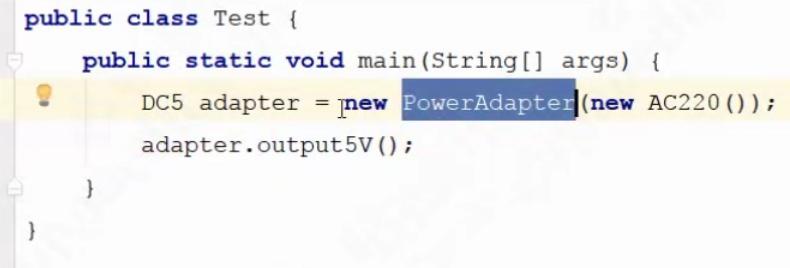 public class Test {
public static void main(String[] args) {
DC5 adapter = new PowerAdapter(new AC220());
adapter.output5V();
}
}